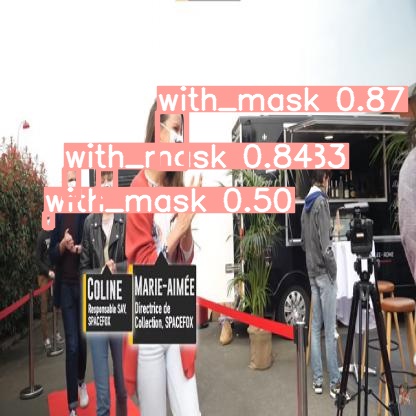 with_mask 0.87
with_mask 0.84
33
with_mask 0.50
COLINE
Responsable SAV,
SPACEFOX
MARIE-AIMÉE
Directrice de
Collection, SPACEFOX